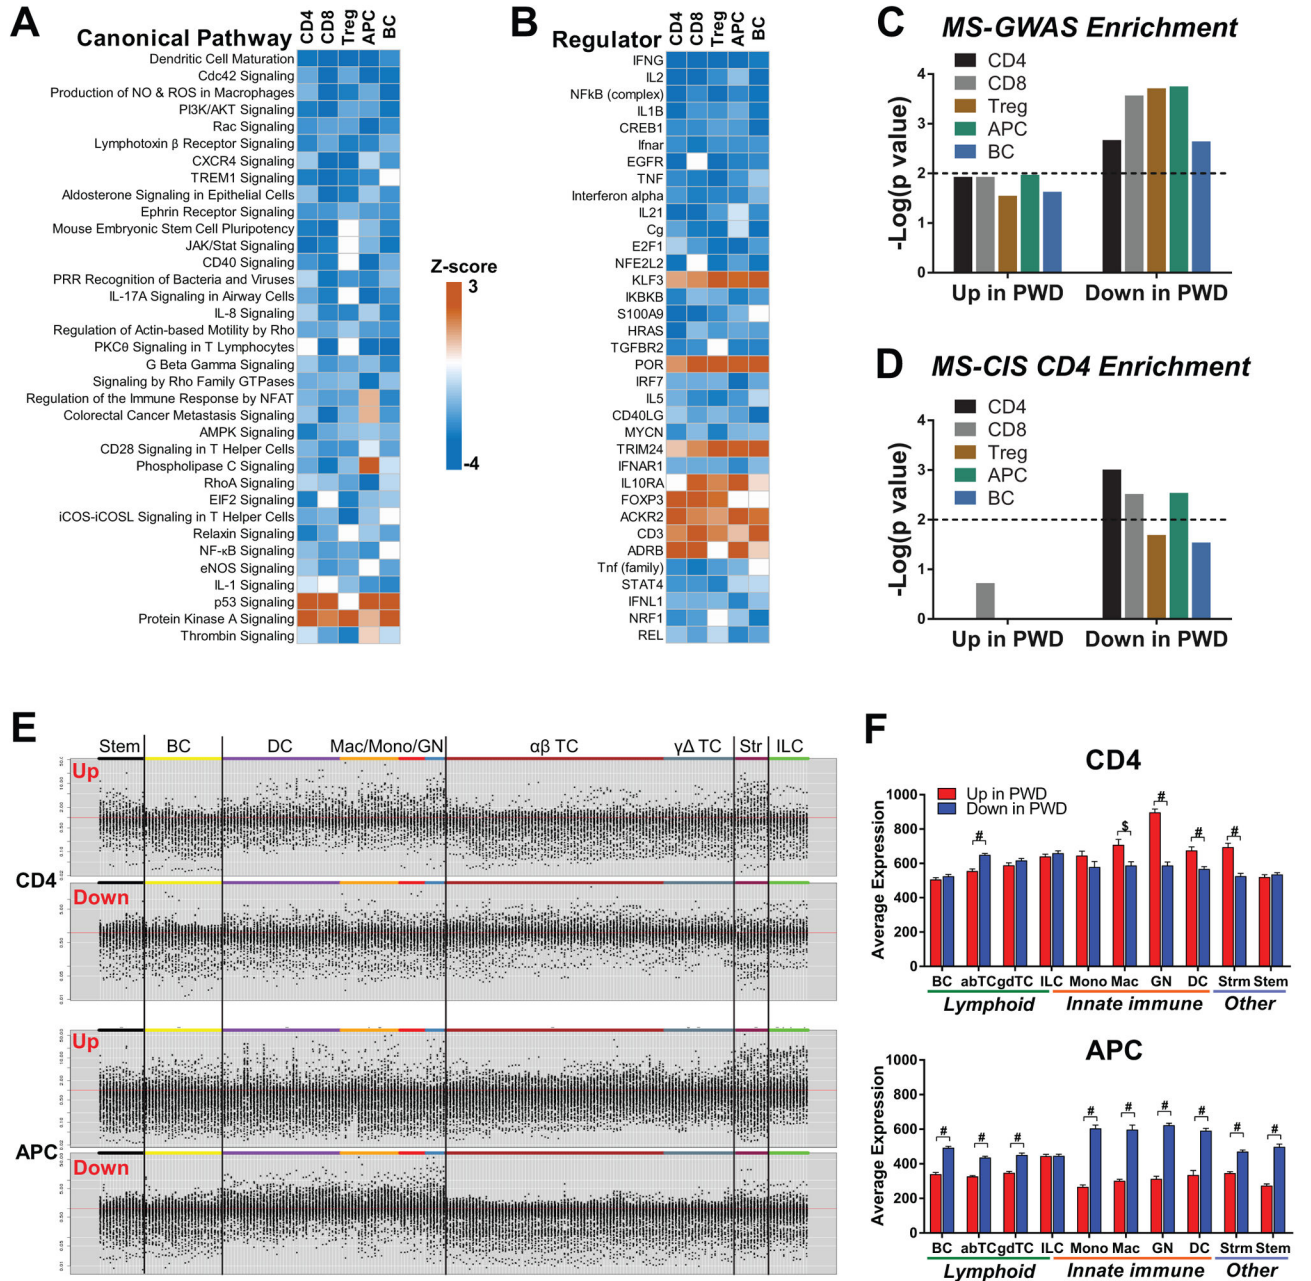 A
Canonical Pathway
CD4
CD8
Treg
APC
BC
Dendritic Cell Maturation
Cdc42 Signaling
Production of NO & ROS in Macrophages
PI3K/AKT Signaling
Rac Signaling
Lymphotoxin β Receptor Signaling
CXCR4 Signaling
TREM1 Signaling
Aldosterone Signaling in Epithelial Cells
Ephrin Receptor Signaling
Mouse Embryonic Stem Cell Pluripotency
JAK/Stat Signaling
CD40 Signaling
PRR Recognition of Bacteria and Viruses
IL-17A Signaling in Airway Cells
IL-8 Signaling
Regulation of Actin-based Motility by Rho
PKCθ Signaling in T Lymphocytes
G Beta Gamma Signaling
Signaling by Rho Family GTPases
Regulation of the Immune Response by NFAT
Colorectal Cancer Metastasis Signaling
AMPK Signaling
CD28 Signaling in T Helper Cells
Phospholipase C Signaling
RhoA Signaling
EIF2 Signaling
iCOS-iCOSL Signaling in T Helper Cells
Relaxin Signaling
NF-κB Signaling
eNOS Signaling
IL-1 Signaling
p53 Signaling
Protein Kinase A Signaling
Thrombin Signaling
Z-score
3
-4
B
Regulator
CD4
CD8
Treg
APC
BC
IFNG
IL2
NFkB (complex)
IL1B
CREB1
Ifnar
EGFR
TNF
Interferon alpha
IL21
Cg
E2F1
NFE2L2
KLF3
IKBKB
S100A9
HRAS
TGFBR2
POR
IRF7
IL5
CD40LG
MYCN
TRIM24
IFNAR1
IL10RA
FOXP3
ACKR2
CD3
ADRB
Tnf (family)
STAT4
IFNL1
NRF1
REL
C
MS-GWAS Enrichment
CD4
CD8
Treg
APC
BC
-Log(p value)
4
3
2
1
0
Up in PWD Down in PWD
D
MS-CIS CD4 Enrichment
CD4
CD8
Treg
APC
BC
-Log(p value)
4
3
2
1
0
Up in PWD Down in PWD
E
Stem BC DC Mac/Mono/GN αβ TC γΔ TC Str ILC
Up
CD4
Down
Up
APC
Down
F
CD4
Up in PWD
Down in PWD
Average Expression
1000
800
600
400
200
0
# $ # # #
BC abTC gdTC ILC Mono Mac GN DC Strm Stem
Lymphoid Innate immune Other
APC
Average Expression
1000
800
600
400
200
0
# # # # # # # # #
BC abTC gdTC ILC Mono Mac GN DC Strm Stem
Lymphoid Innate immune Other